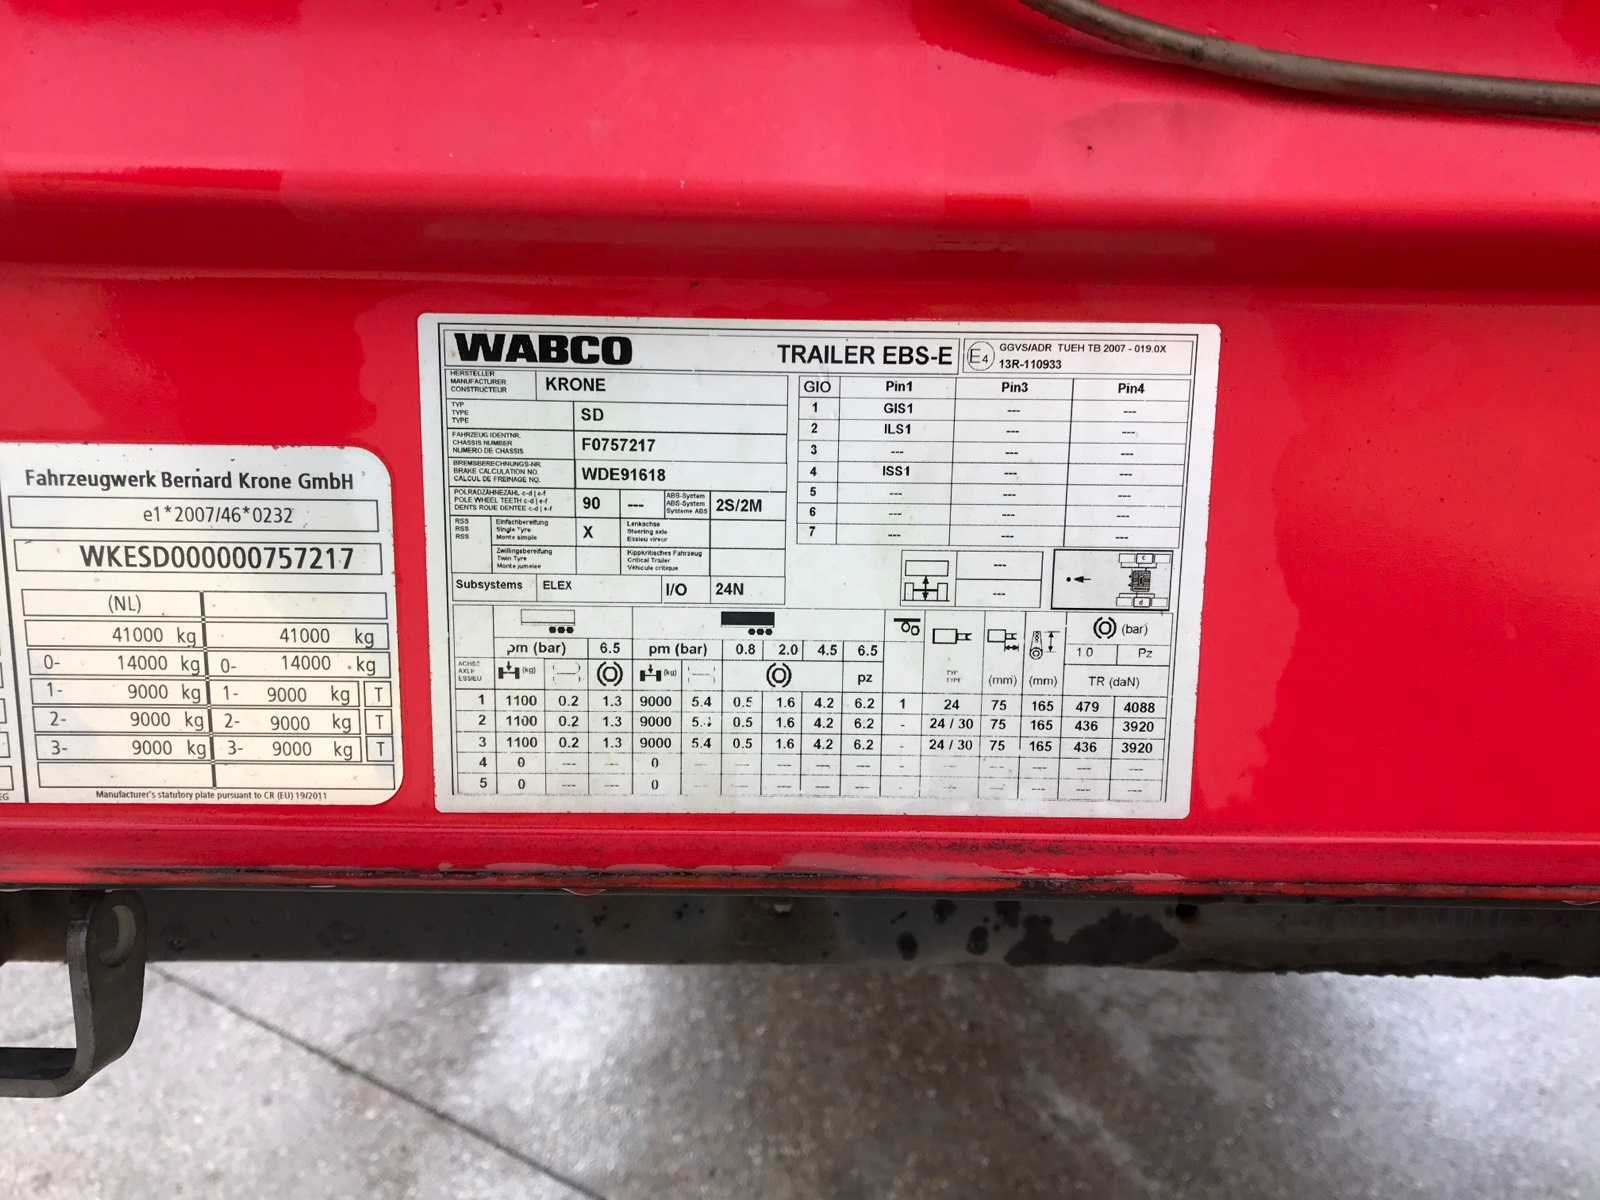 Fahrzeugwerk Bernard Krone GmbH
e1*2007/46*0232
WKESD000000757217
(NL)
41000 kg 41000 kg
0- 14000 kg 0- 14000 kg
1- 9000 kg 1- 9000 kg T
2- 9000 kg 2- 9000 kg T
3- 9000 kg 3- 9000 kg T
Manufacturer's statutory plate pursuant to CR (EU) 19/2011
WABCO TRAILER EBS-E E4 GGVS/ADR TUEH TB 2007 - 019.0X
13R-110933
HERSTELLER
MANUFACTURER
CONSTRUCTEUR
KRONE
TYP
TYPE
TYPE
SD
FAHRZEUG IDENTNR.
CHASSIS NUMBER
NUMERO DE CHASSIS
F0757217
BREMSBERECHNUNGS-NR.
BRAKE CALCULATION NO.
CALCUL DE FREINAGE NO.
WDE91618
POLRADZÄHNEZAHL c-d | e-f
POLE WHEEL TEETH c-d | e-f
DENTS ROUE DENTEE c-d | e-f
90 ---
ABS-System
ABS-System
Systeme ABS
2S/2M
RSS
RSS
RSS
Einfachbereifung
Single Tyre
Monte simple
X
Lenkachse
Steering axle
Essieu vireur
Zwillingsbereifung
Twin Tyre
Monte jumelee
Kippkritisches Fahrzeug
Critical Trailer
Vehicule critique
Subsystems ELEX I/O 24N
GIO Pin1 Pin3 Pin4
1 GIS1 --- ---
2 ILS1 --- ---
3 --- --- ---
4 ISS1 --- ---
5 --- --- ---
6 --- --- ---
7 --- --- ---
---
---
c
d
pm (bar) 6.5 pm (bar) 0.8 2.0 4.5 6.5 (bar)
Pz
ACHSE
AXLE
ESSIEU
(kg) (kg) pz
TYP
TYPE
(mm) (mm) TR (daN)
1 1100 0.2 1.3 9000 5.4 0.5 1.6 4.2 6.2 1 24 75 165 479 4088
2 1100 0.2 1.3 9000 0.5 1.6 4.2 6.2 - 24 / 30 75 165 436 3920
3 1100 0.2 1.3 9000 5.4 0.5 1.6 4.2 6.2 - 24 / 30 75 165 436 3920
4 0 --- --- 0 --- --- --- --- --- - --- --- --- --- ---
5 0 --- --- 0 --- --- --- --- --- - --- --- --- --- ---